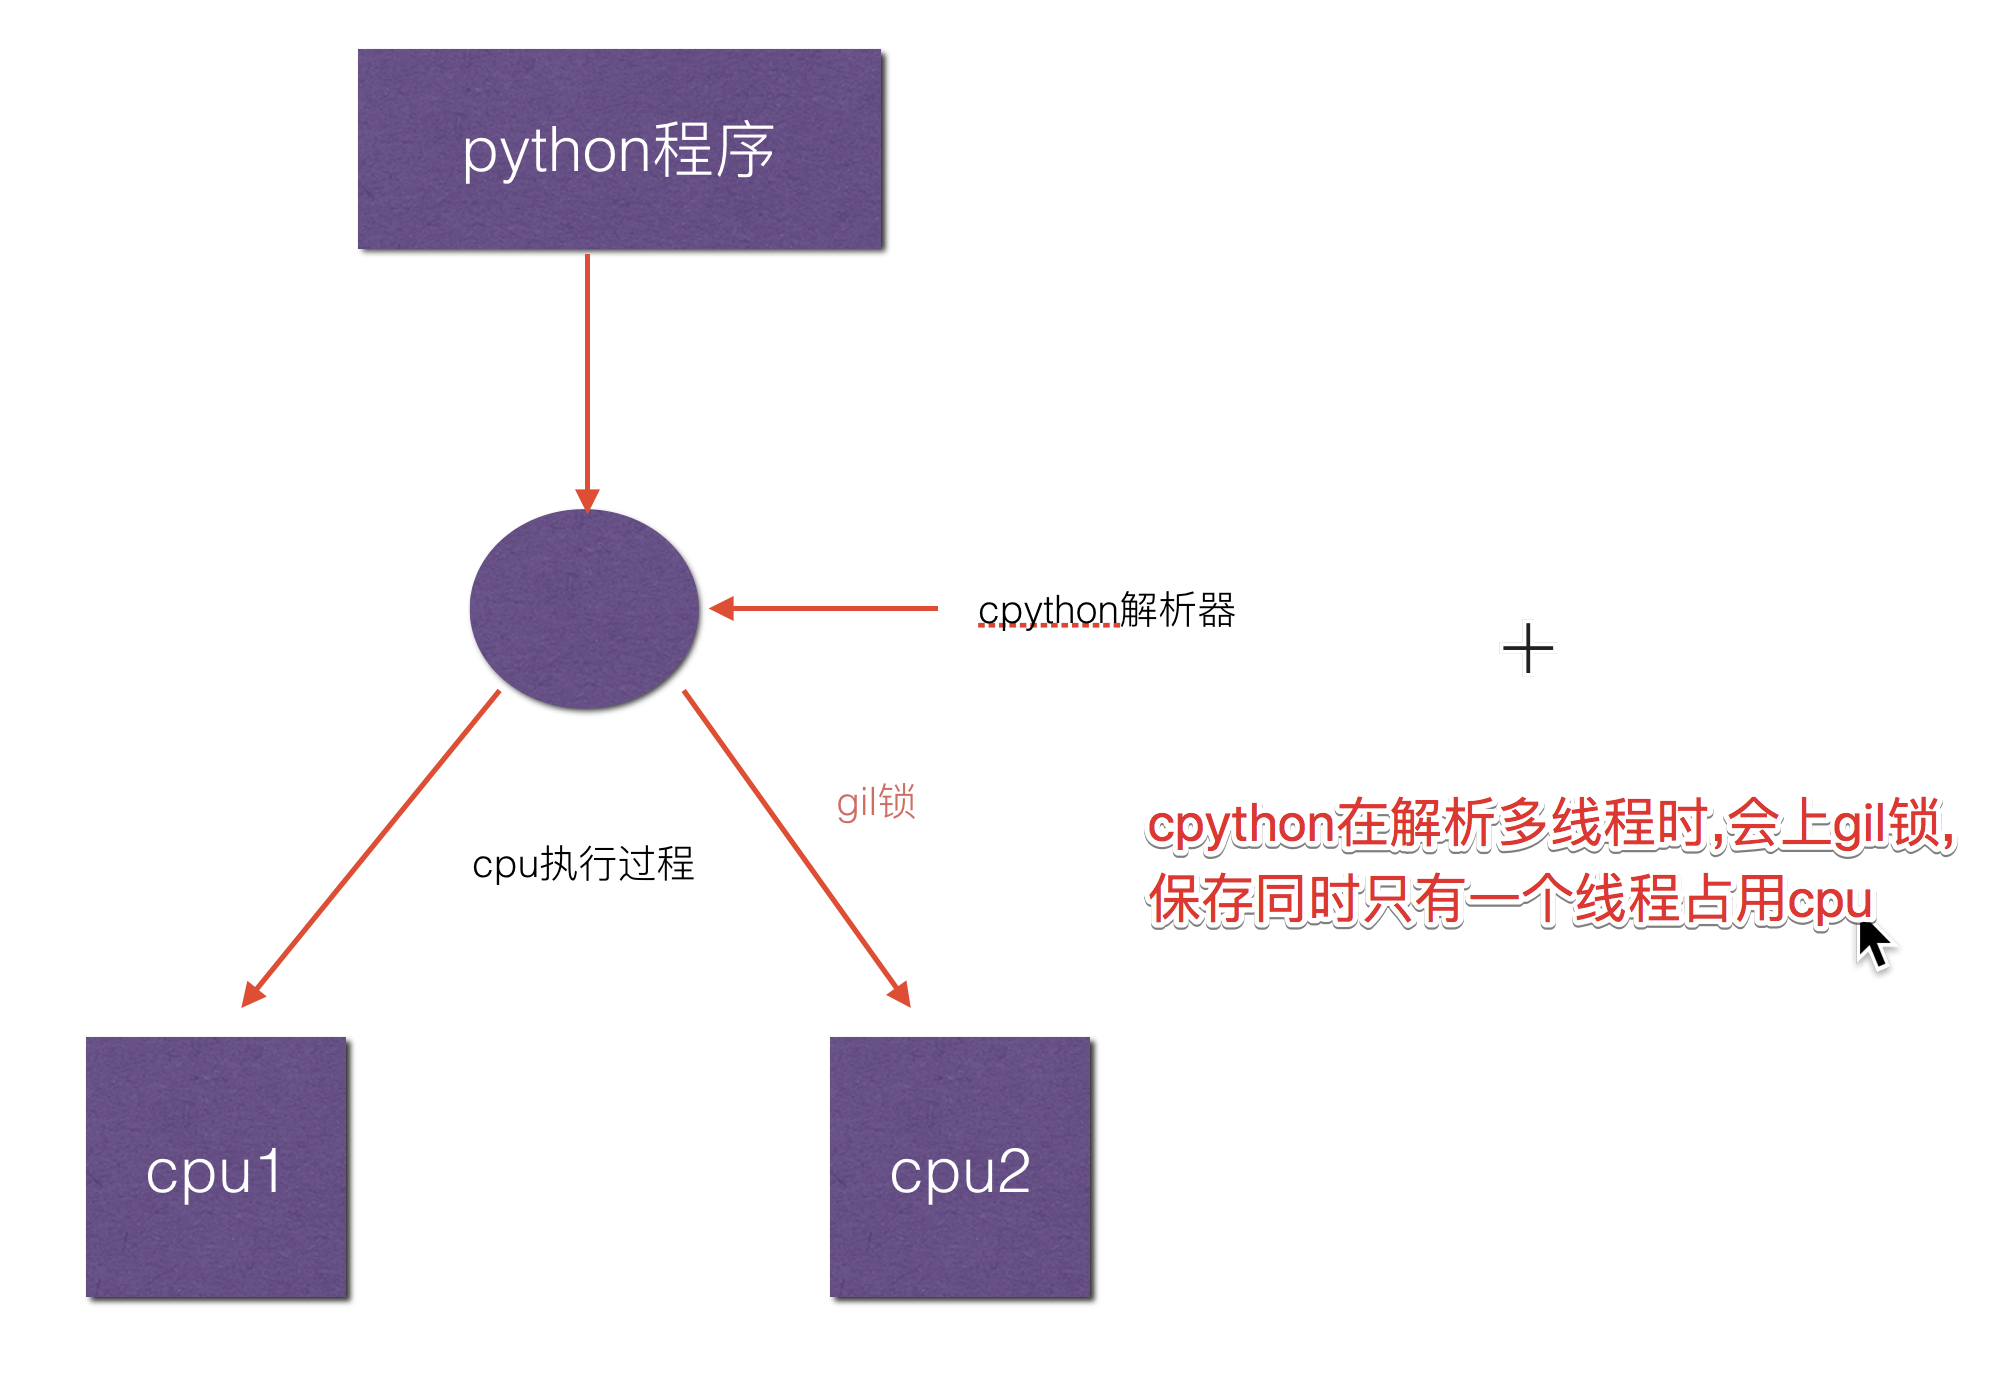 python程序
cpython解析器
gil锁
cpu执行过程
cpython在解析多线程时,会上gil锁,
保存同时只有一个线程占用cpu
cpu1
cpu2